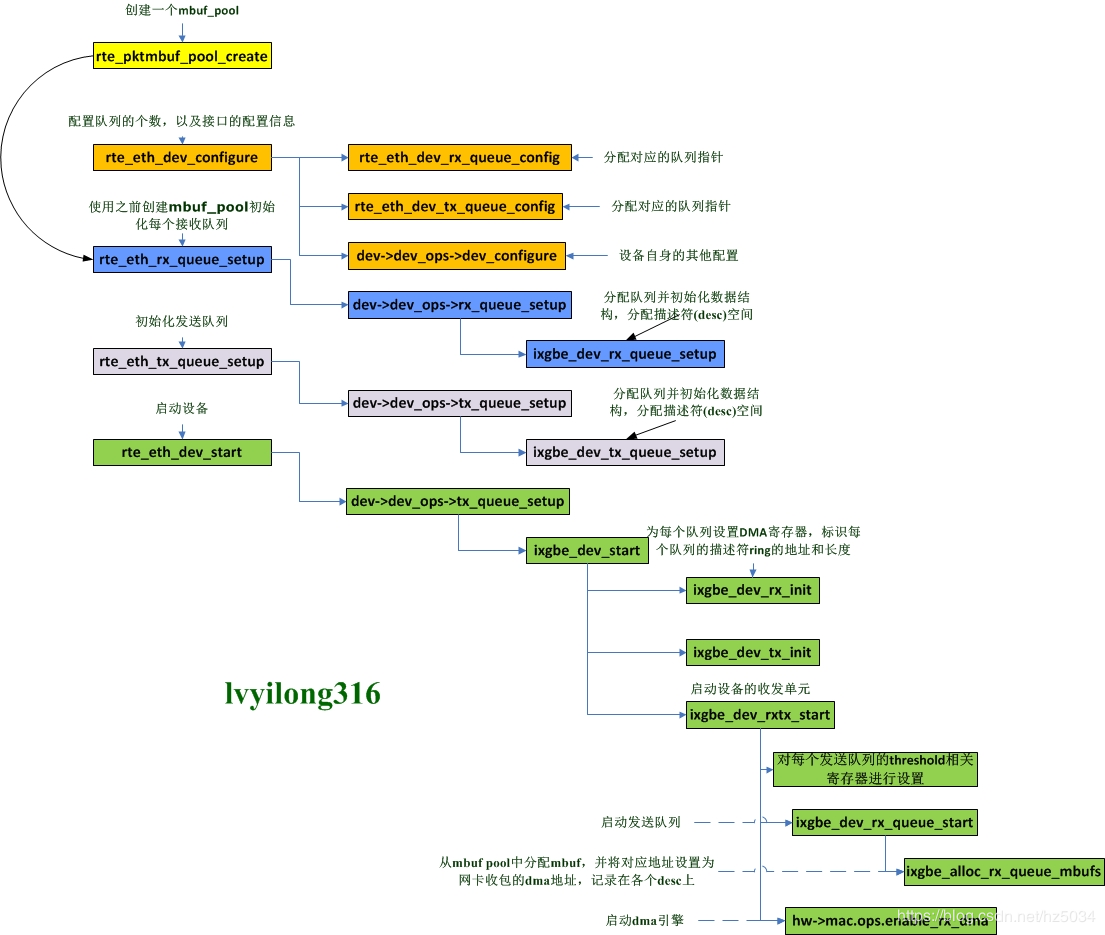 创建一个mbuf_pool
rte_pktmbuf_pool_create
配置队列的个数，以及接口的配置信息
rte_eth_dev_configure
rte_eth_dev_rx_queue_config
分配对应的队列指针
rte_eth_dev_tx_queue_config
分配对应的队列指针
使用之前创建mbuf_pool初始
化每个接收队列
rte_eth_rx_queue_setup
dev->dev_ops->dev_configure
设备自身的其他配置
dev->dev_ops->rx_queue_setup
分配队列并初始化数据结
构，分配描述符(desc)空间
ixgbe_dev_rx_queue_setup
初始化发送队列
rte_eth_tx_queue_setup
dev->dev_ops->tx_queue_setup
分配队列并初始化数据结
构，分配描述符(desc)空间
ixgbe_dev_tx_queue_setup
启动设备
rte_eth_dev_start
dev->dev_ops->tx_queue_setup
ixgbe_dev_start
为每个队列设置DMA寄存器，标识每
个队列的描述符ring的地址和长度
ixgbe_dev_rx_init
ixgbe_dev_tx_init
lvyilong316
启动设备的收发单元
ixgbe_dev_rxtx_start
对每个发送队列的threshold相关
寄存器进行设置
启动发送队列
ixgbe_dev_rx_queue_start
从mbuf pool中分配mbuf，并将对应地址设置为
网卡收包的dma地址，记录在各个desc上
ixgbe_alloc_rx_queue_mbufs
启动dma引擎
hw->mac.ops.enable_rx_dma
https://blog.csdn.net/hz5034